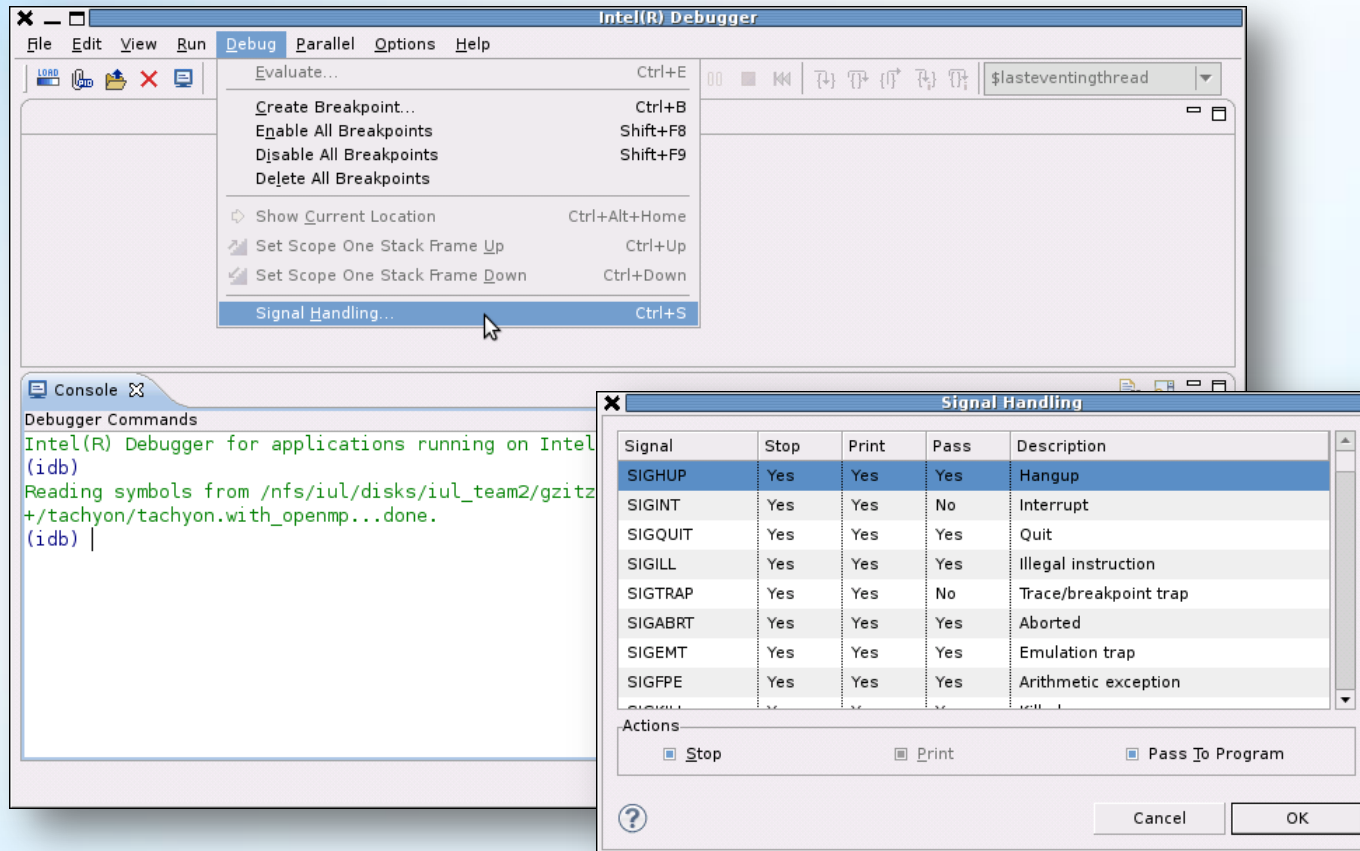 Intel(R) Debugger
File Edit View Run Debug Parallel Options Help
LOAD
$lasteventingthread
Evaluate... Ctrl+E
Create Breakpoint... Ctrl+B
Enable All Breakpoints Shift+F8
Disable All Breakpoints Shift+F9
Delete All Breakpoints
Show Current Location Ctrl+Alt+Home
Set Scope One Stack Frame Up Ctrl+Up
Set Scope One Stack Frame Down Ctrl+Down
Signal Handling... Ctrl+S
Console
Debugger Commands
Intel(R) Debugger for applications running on Intel
(idb)
Reading symbols from /nfs/iul/disks/iul_team2/gzitz
+/tachyon/tachyon.with_openmp...done.
(idb)
Signal Handling
Signal Stop Print Pass Description
SIGHUP Yes Yes Yes Hangup
SIGINT Yes Yes No Interrupt
SIGQUIT Yes Yes Yes Quit
SIGILL Yes Yes Yes Illegal instruction
SIGTRAP Yes Yes No Trace/breakpoint trap
SIGABRT Yes Yes Yes Aborted
SIGEMT Yes Yes Yes Emulation trap
SIGFPE Yes Yes Yes Arithmetic exception
Actions
Stop Print Pass To Program
? Cancel OK